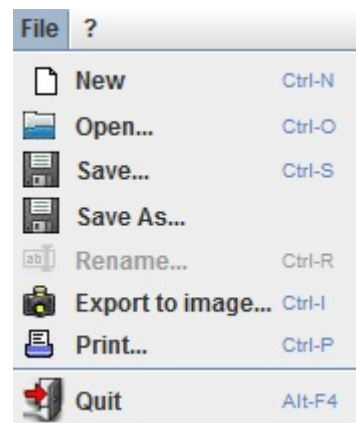 File ?
New Ctrl-N
Open... Ctrl-O
Save... Ctrl-S
Save As...
ab Rename... Ctrl-R
Export to image... Ctrl-I
Print... Ctrl-P
Quit Alt-F4